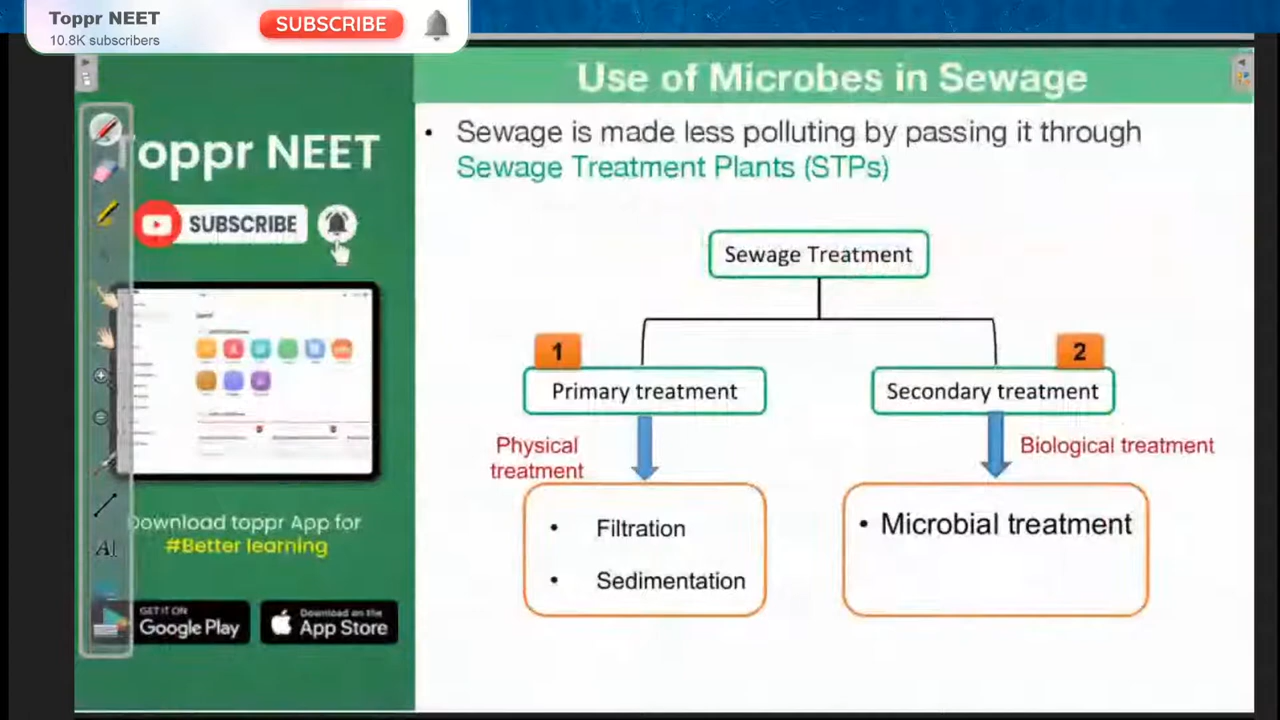 Toppr NEET
10.8K subscribers
SUBSCRIBE
Use of Microbes in Sewage
• Sewage is made less polluting by passing it through
Sewage Treatment Plants (STPs)
oppr NEET
SUBSCRIBE
Sewage Treatment
1
2
Primary treatment
Secondary treatment
Physical
treatment
Biological treatment
• Filtration
• Sedimentation
• Microbial treatment
Download toppr App for
#Better learning
A
GET IT ON
Google Play
Download on the
App Store